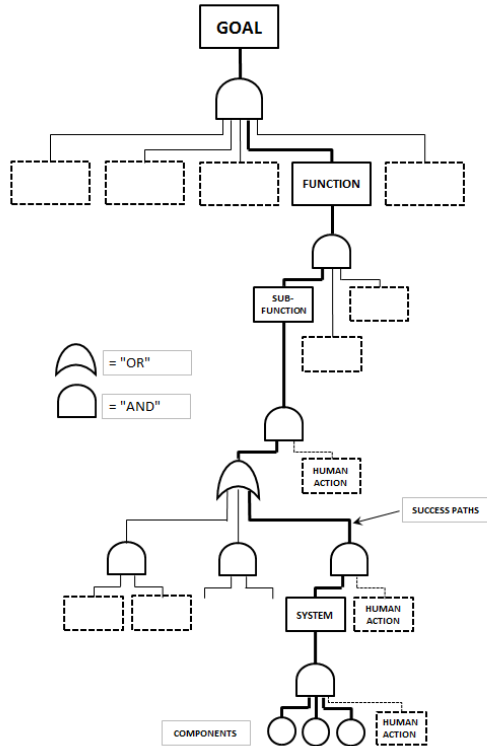 GOAL
FUNCTION
SUB-
FUNCTION
= "OR"
= "AND"
HUMAN
ACTION
SUCCESS PATHS
SYSTEM
HUMAN
ACTION
COMPONENTS
HUMAN
ACTION